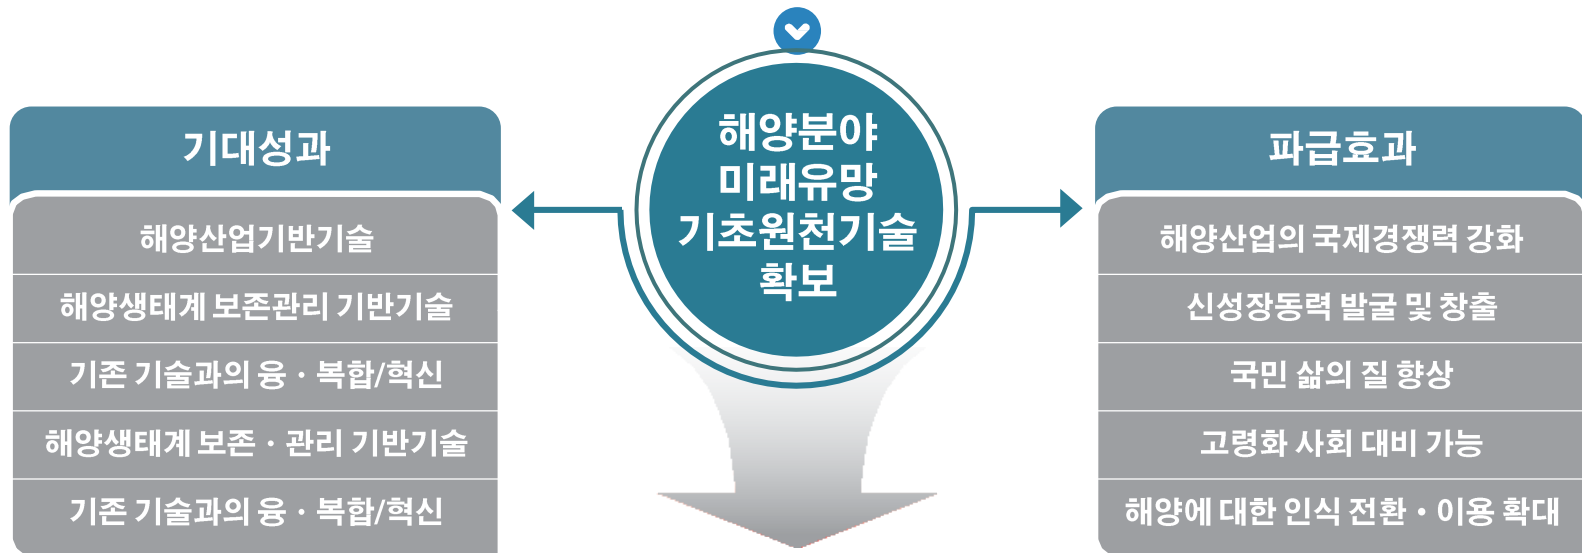 해양분야
미래유망
기초원천기술
확보
기대성과
해양산업기반기술
해양생태계 보존관리 기반기술
기존 기술과의 융 · 복합/혁신
해양생태계 보존 · 관리 기반기술
기존 기술과의 융 · 복합/혁신
파급효과
해양산업의 국제경쟁력 강화
신성장동력 발굴 및 창출
국민 삶의 질 향상
고령화 사회 대비 가능
해양에 대한 인식 전환 • 이용 확대